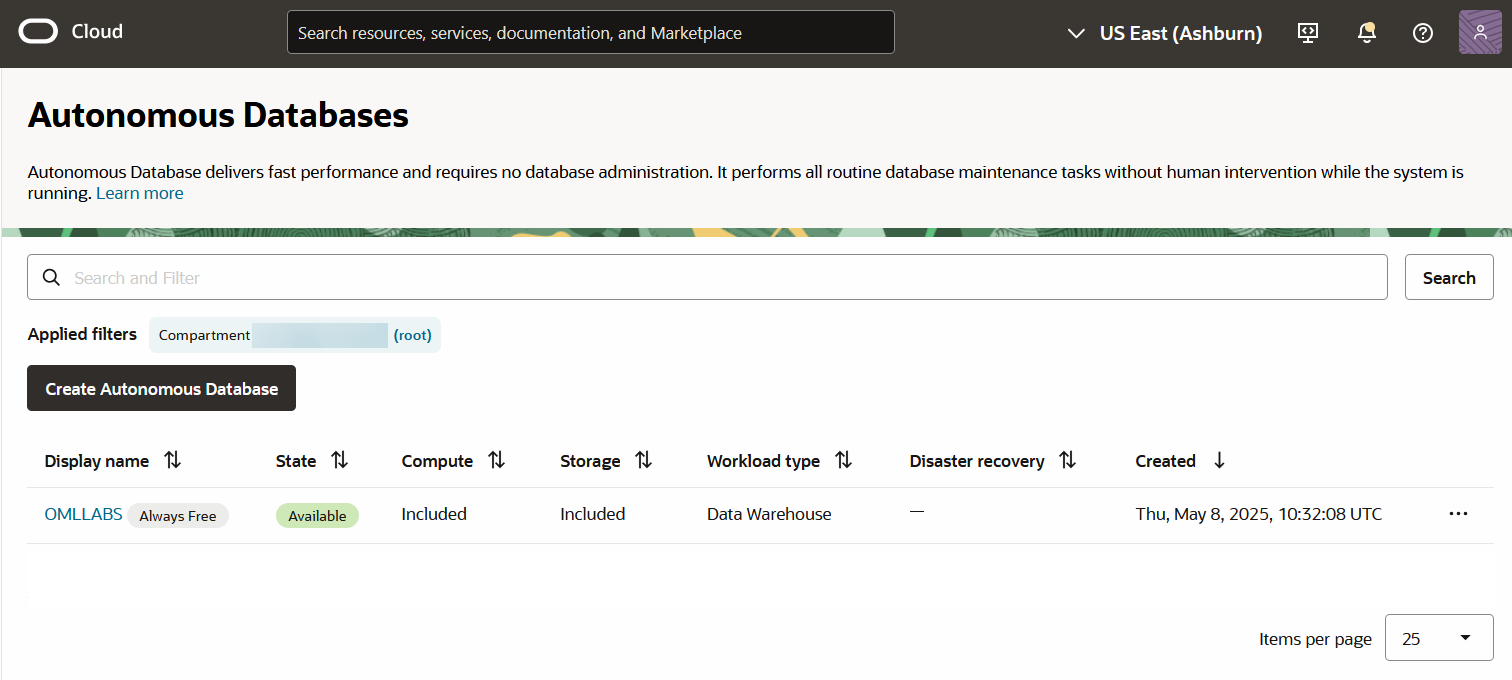 Cloud
Search resources, services, documentation, and Marketplace
US East (Ashburn)
Autonomous Databases
Autonomous Database delivers fast performance and requires no database administration. It performs all routine database maintenance tasks without human intervention while the system is
running. Learn more
Search and Filter
Search
Applied filters
Compartment (root)
Create Autonomous Database
Display name State Compute Storage Workload type Disaster recovery Created
OMLLABS Always Free Available Included Included Data Warehouse — Thu, May 8, 2025, 10:32:08 UTC
Items per page 25